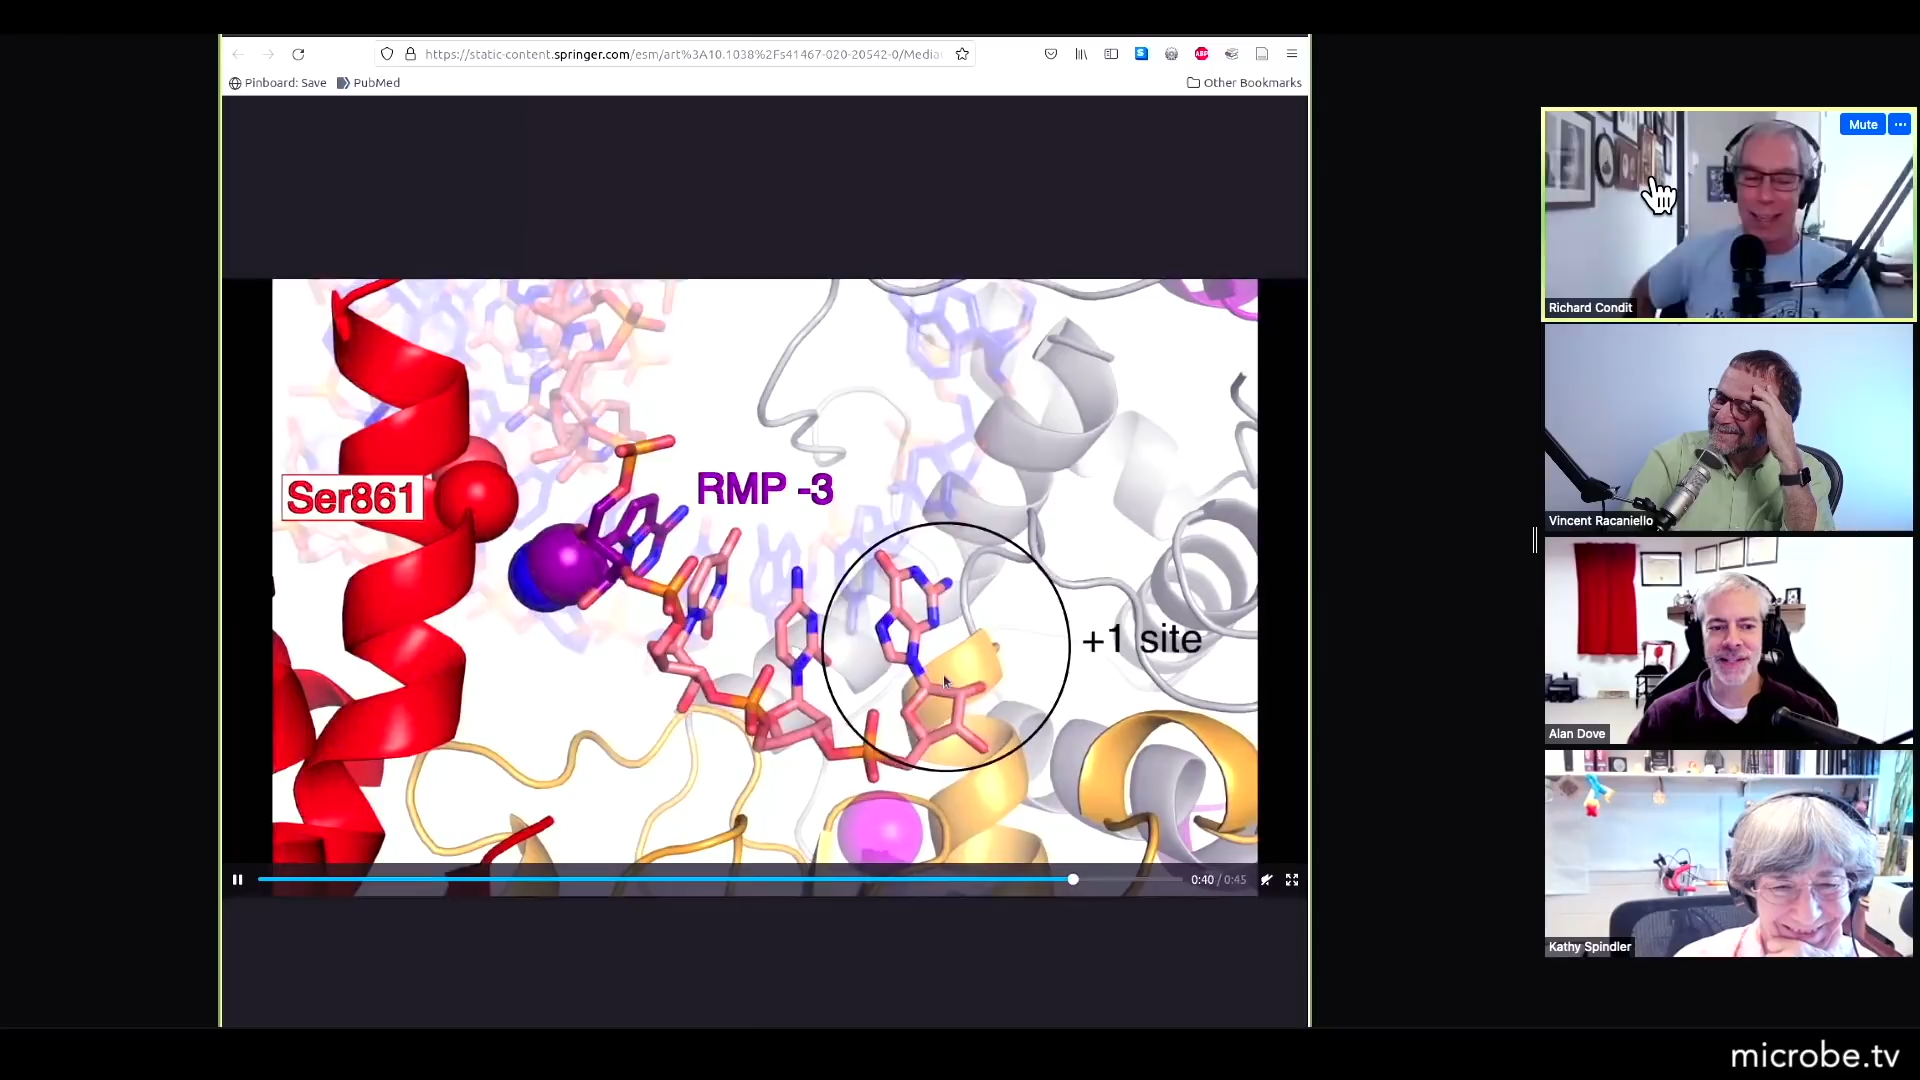 https://static-content.springer.com/esm/art%3A10.1038%2Fs41467-020-20542-0/Media
Pinboard: Save
PubMed
Other Bookmarks
S
ABP
Ser861
RMP -3
+1 site
0:40 / 0:45
Mute
Richard Condit
Vincent Racaniello
Alan Dove
Kathy Spindler
microbe.tv